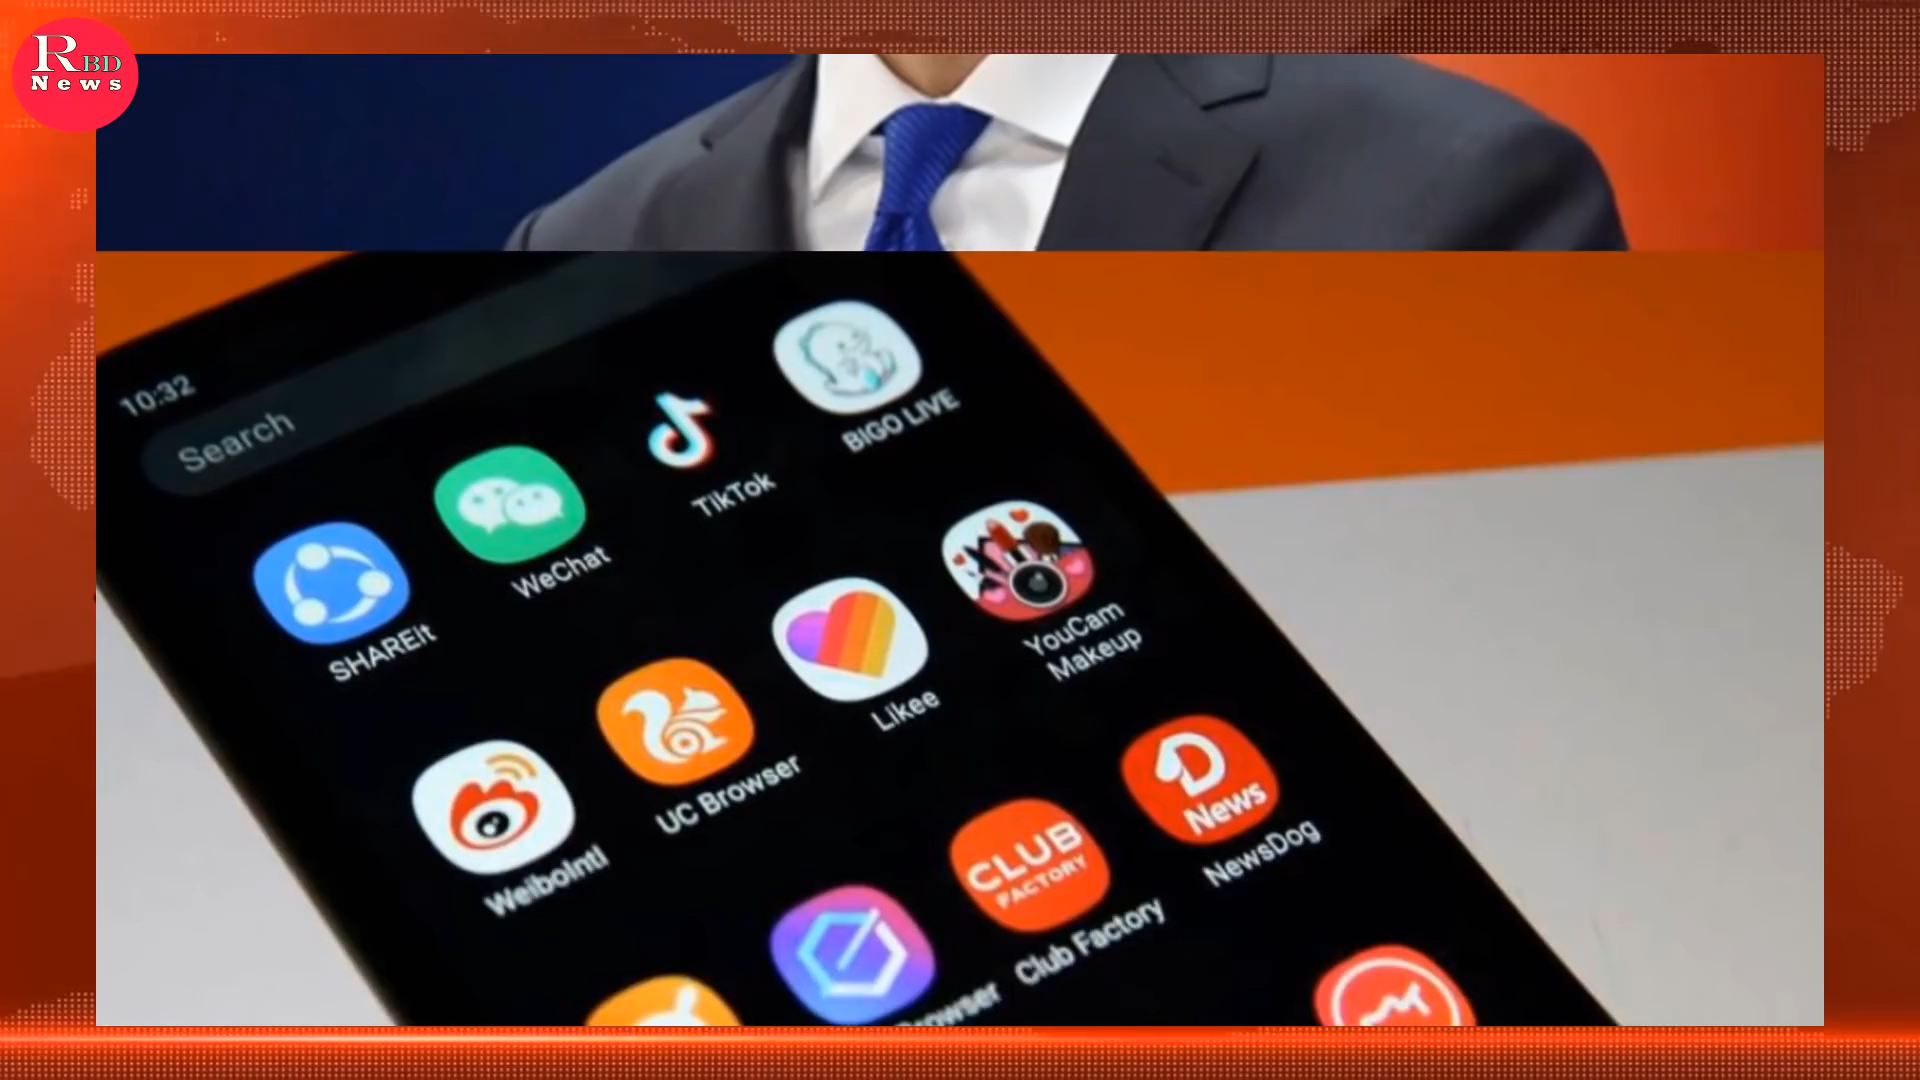 RBD
News
10:32
Search
SHAREit
WeChat
TikTok
BIGO LIVE
WeiboIntl
UC Browser
Likee
YouCam
Makeup
CLUB
FACTORY
Club Factory
News
NewsDog